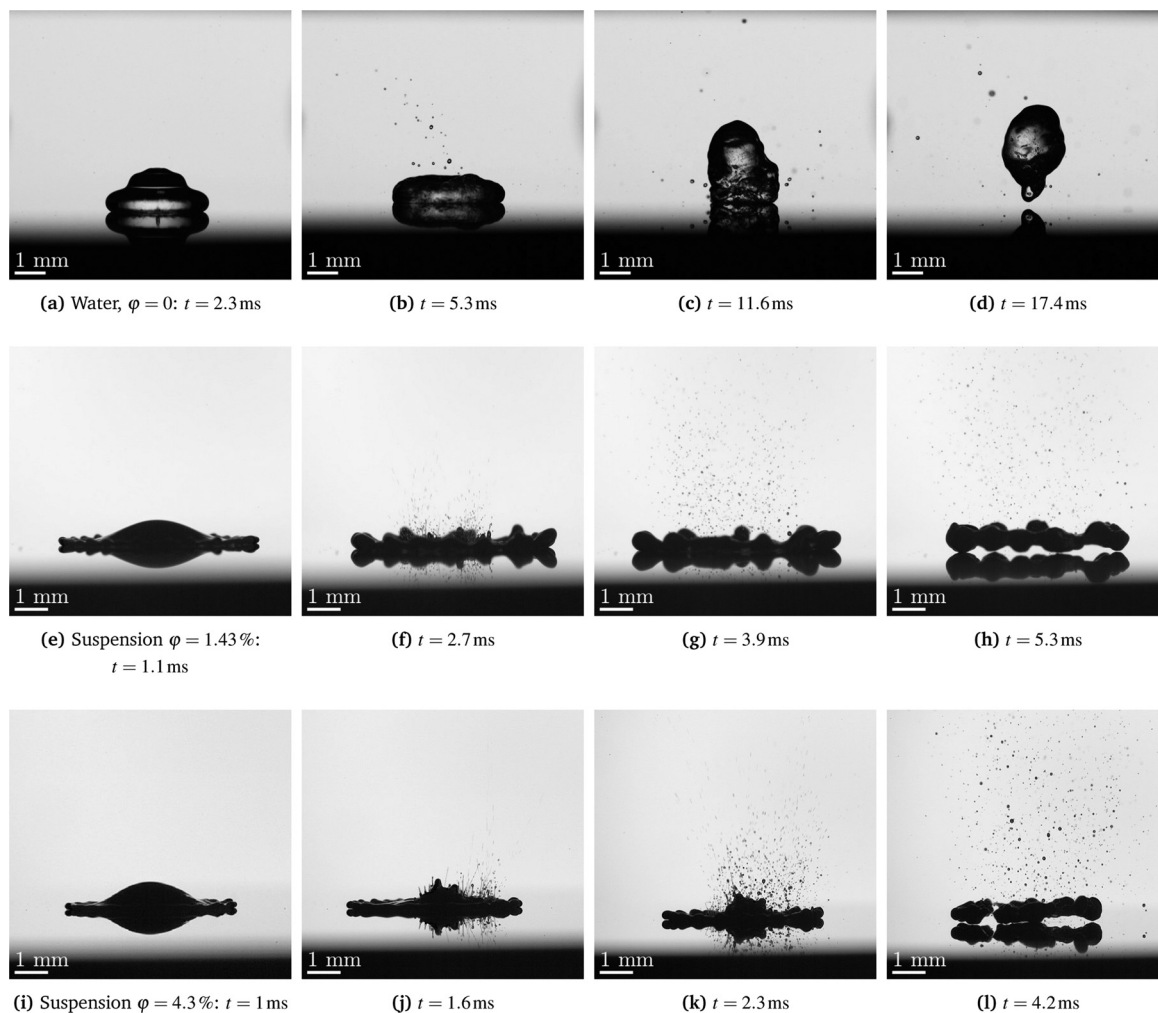 1 mm
1 mm
1 mm
1 mm
(a) Water, φ = 0: t = 2.3 ms
(b) t = 5.3 ms
(c) t = 11.6 ms
(d) t = 17.4 ms
1 mm
1 mm
1 mm
1 mm
(e) Suspension φ = 1.43 %:
t = 1.1 ms
(f) t = 2.7 ms
(g) t = 3.9 ms
(h) t = 5.3 ms
1 mm
1 mm
1 mm
1 mm
(i) Suspension φ = 4.3 %: t = 1 ms
(j) t = 1.6 ms
(k) t = 2.3 ms
(l) t = 4.2 ms